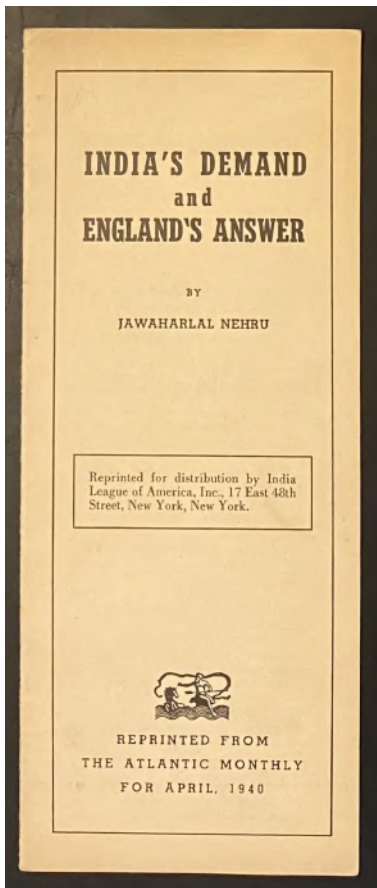 INDIA'S DEMAND
and
ENGLAND'S ANSWER
BY
JAWAHARLAL NEHRU
Reprinted for distribution by India
League of America, Inc., 17 East 48th
Street, New York, New York.
REPRINTED FROM
THE ATLANTIC MONTHLY
FOR APRIL, 1940